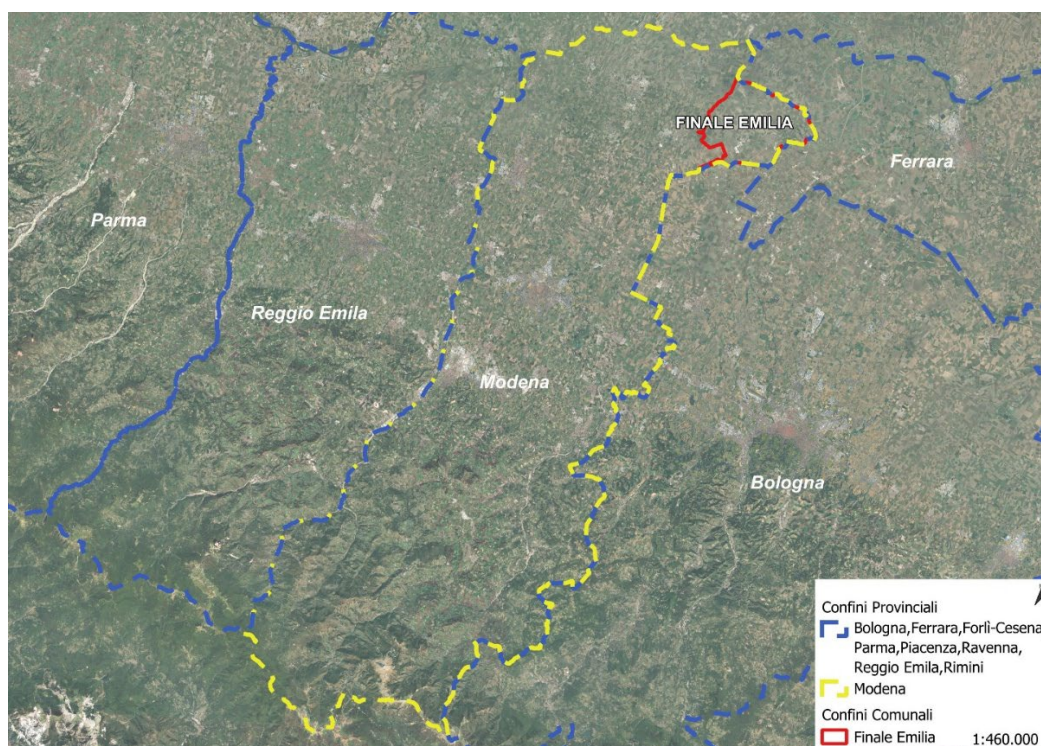 FINALE EMILIA
Ferrara
Parma
Reggio Emila
Modena
Bologna
Confini Provinciali
Bologna,Ferrara,Forlì-Cesena
Parma,Piacenza,Ravenna,
Reggio Emila,Rimini
Modena
Confini Comunali
Finale Emilia
1:460.000